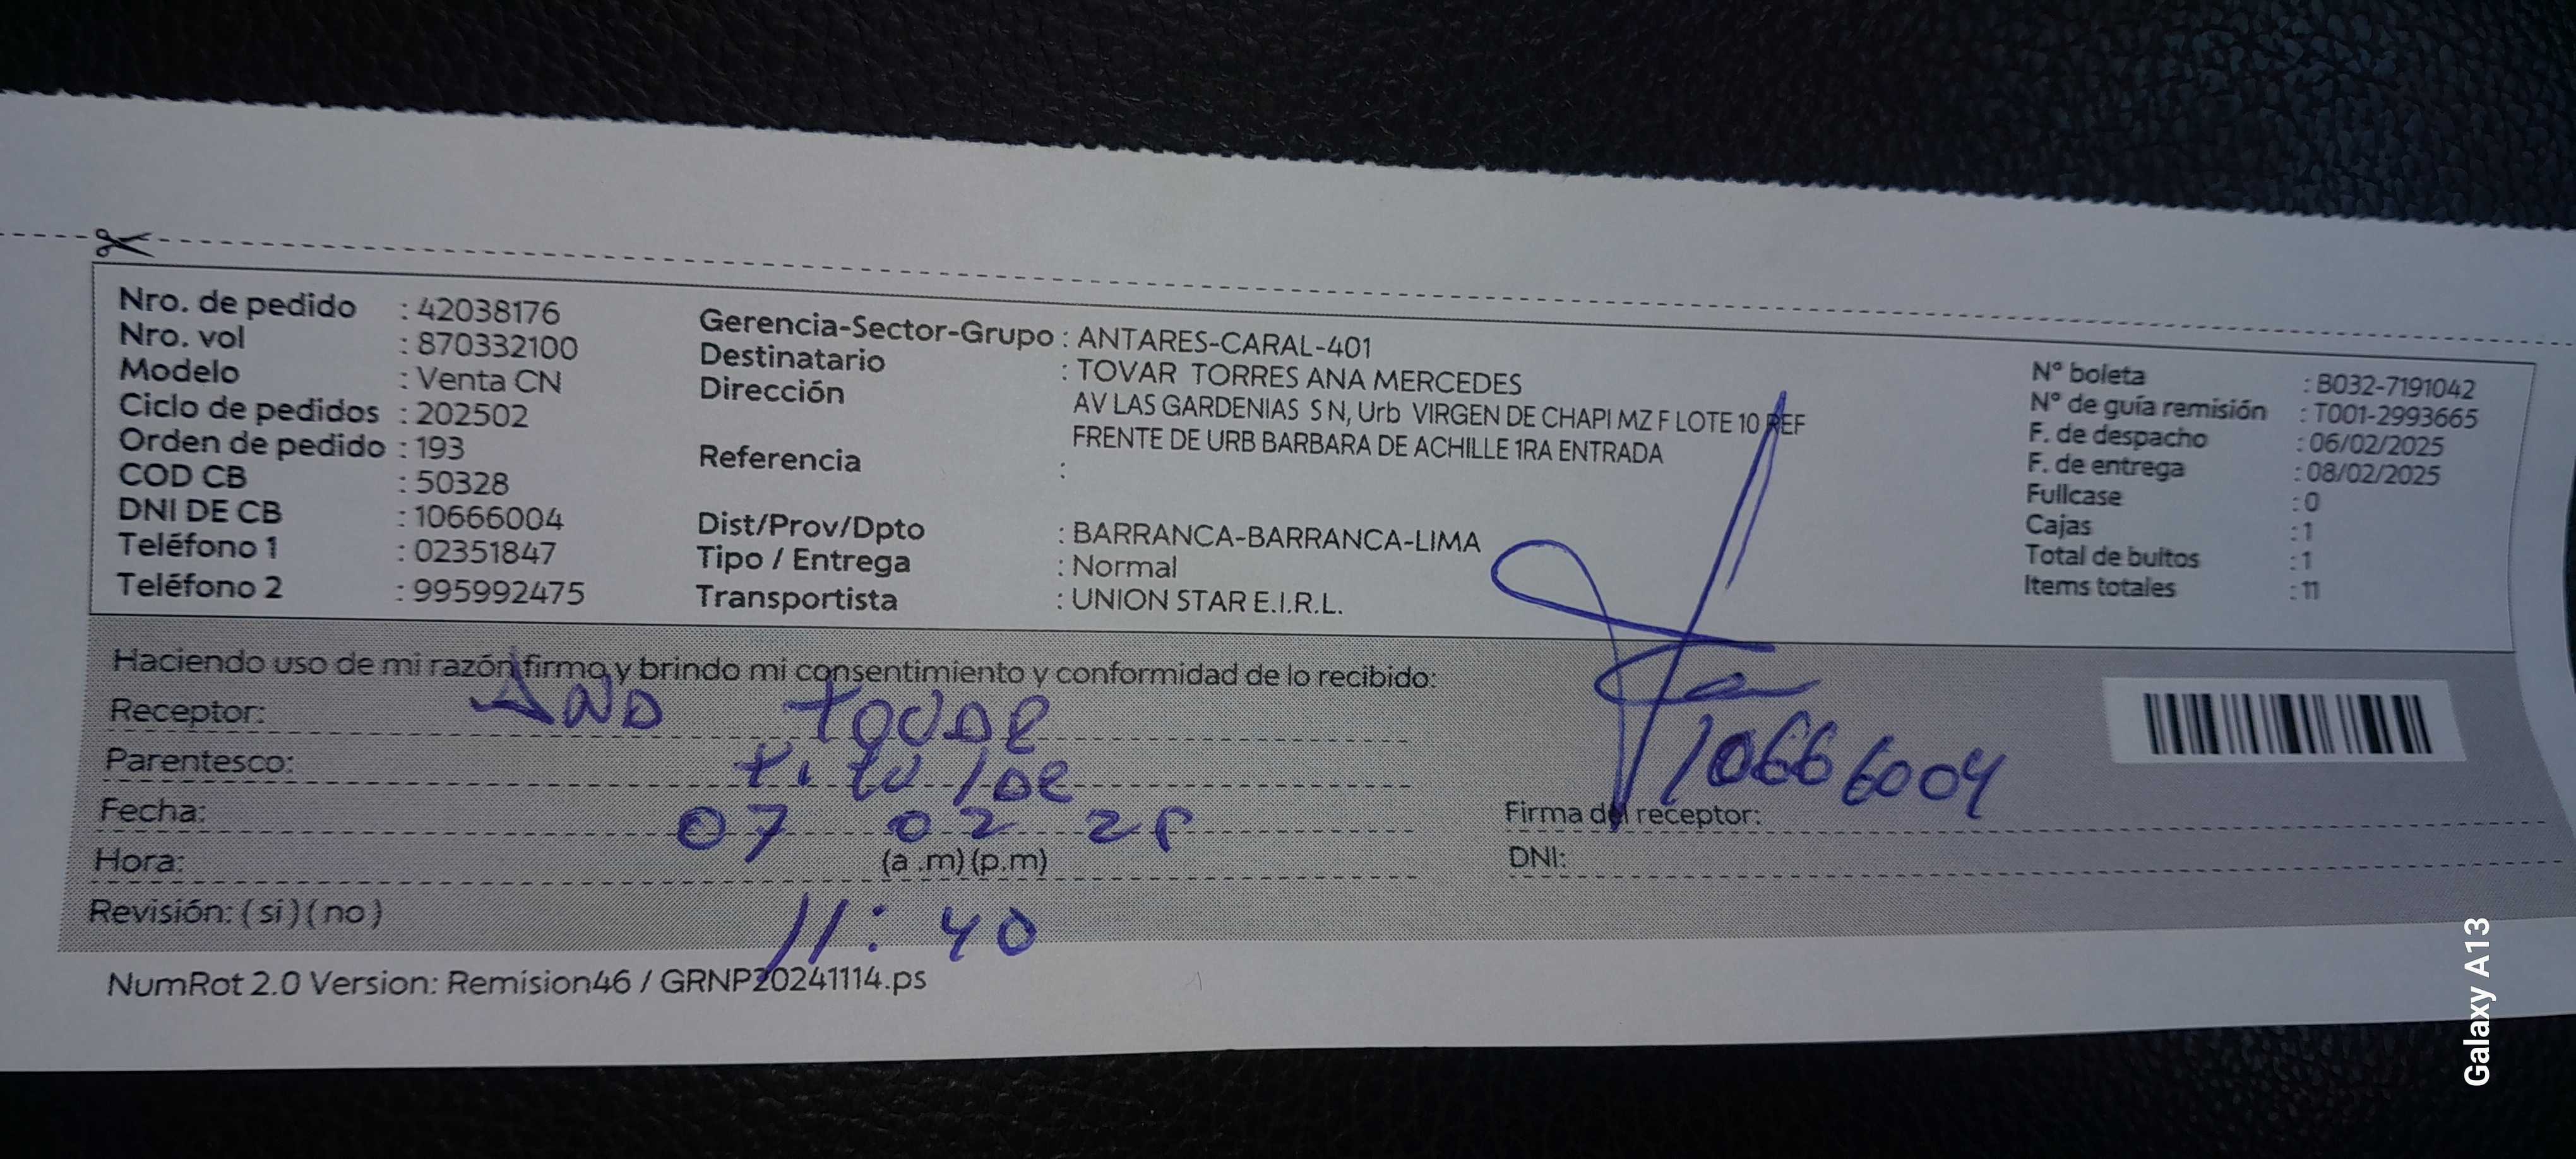 Nro. de pedido : 42038176
Nro. vol : 870332100
Modelo : Venta CN
Ciclo de pedidos : 202502
Orden de pedido : 193
COD CB : 50328
DNI DE CB : 10666004
Teléfono 1 : 02351847
Teléfono 2 : 995992475
Gerencia-Sector-Grupo : ANTARES-CARAL-401
Destinatario : TOVAR TORRES ANA MERCEDES
Dirección AV LAS GARDENIAS S N, Urb VIRGEN DE CHAPI MZ F LOTE 10 REF
FRENTE DE URB BARBARA DE ACHILLE 1RA ENTRADA
Referencia :
Dist/Prov/Dpto : BARRANCA-BARRANCA-LIMA
Tipo / Entrega : Normal
Transportista : UNION STAR E.I.R.L.
N° boleta : B032-7191042
N° de guía remisión : T001-2993665
F. de despacho : 06/02/2025
F. de entrega : 08/02/2025
Fullcase : 0
Cajas : 1
Total de bultos : 1
Items totales : 11
Haciendo uso de mi razón firmo y brindo mi consentimiento y conformidad de lo recibido:
Receptor: ANA TOVAR
Parentesco: titular
Fecha: 07 02 25
Hora: (a .m) (p.m)
Revisión: ( si ) ( no ) 11: 40
10666004
Firma del receptor:
DNI:
NumRot 2.0 Version: Remision46 / GRNP20241114.ps
Galaxy A13